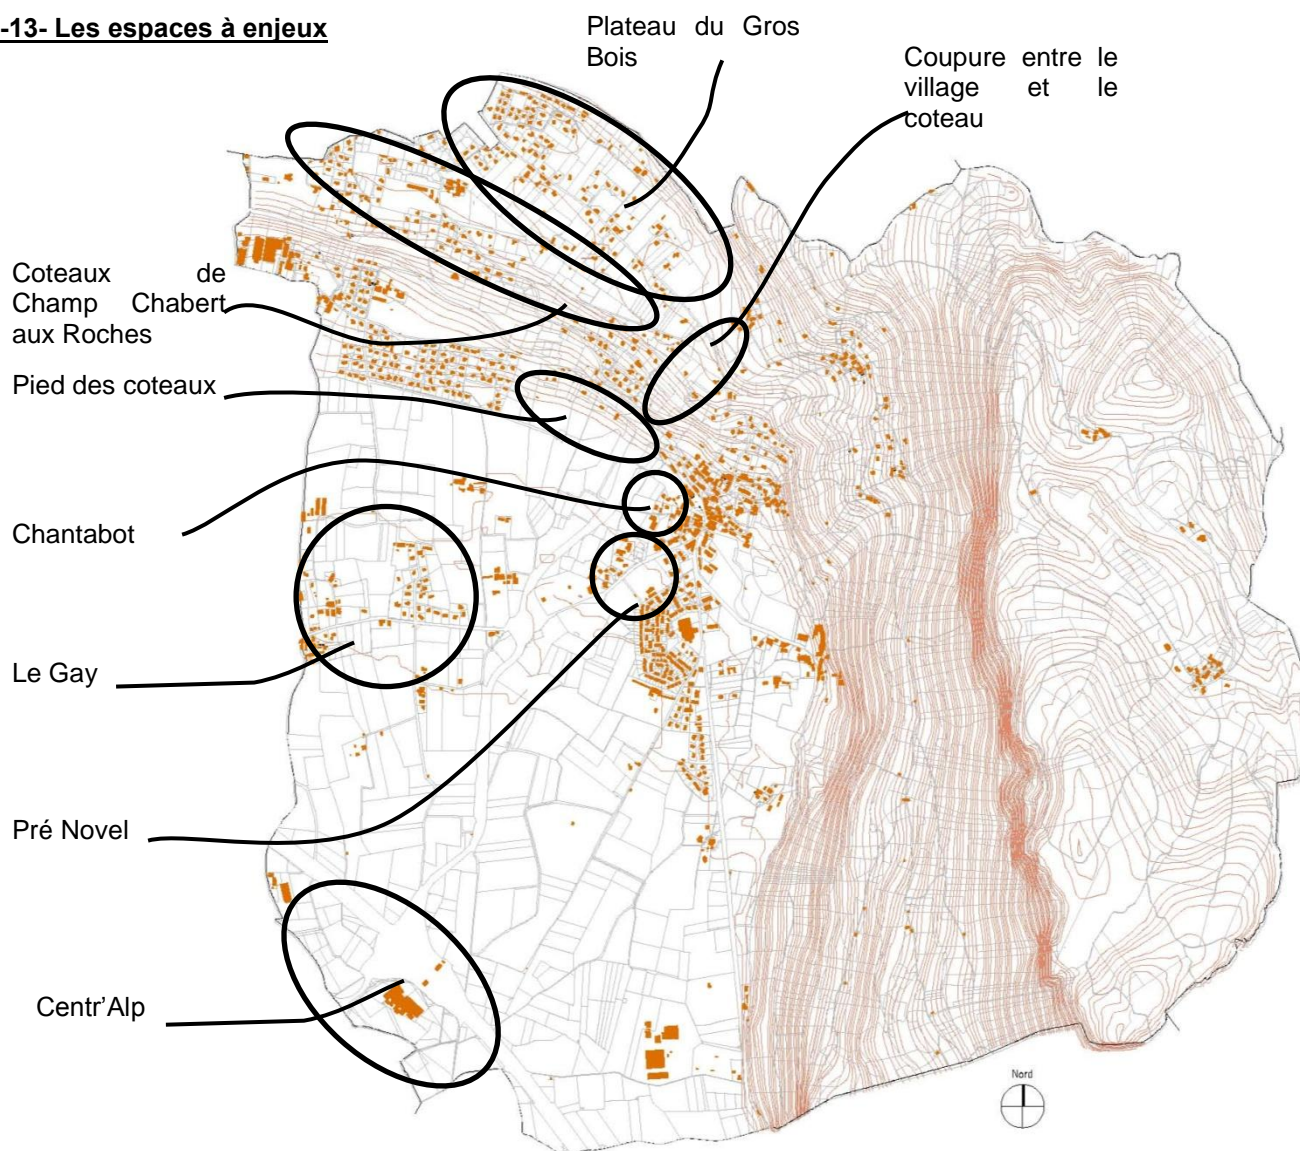 -13- Les espaces à enjeux
Plateau du Gros
Bois
Coupure entre le
village et le
coteau
Coteaux de
Champ Chabert
aux Roches
Pied des coteaux
Chantabot
Le Gay
Pré Novel
Centr'Alp
Nord